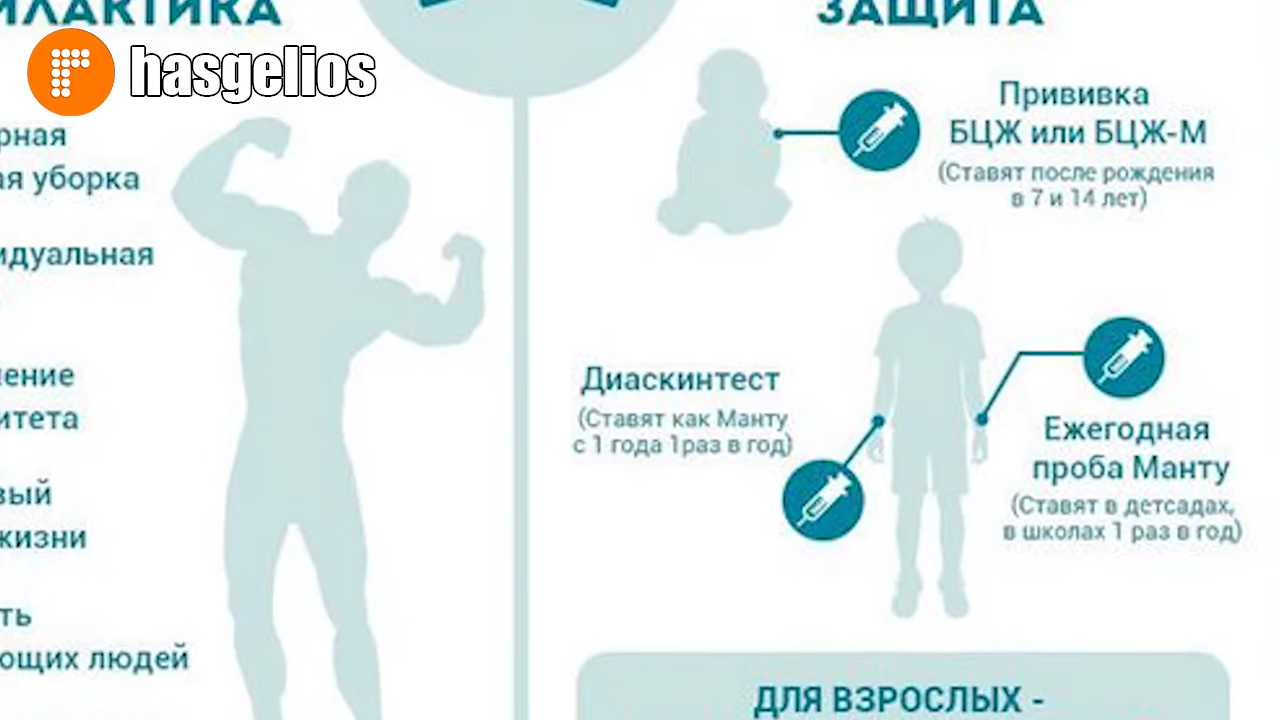 ИЛАКТИКА
hasgelios
рная
ая уборка
идуальная
ение
итета
вый
жизни
ть
ющих людей
ЗАЩИТА
Прививка
БЦЖ или БЦЖ-М
(Ставят после рождения
в 7 и 14 лет)
Диаскинтест
(Ставят как Манту
с 1 года 1раз в год)
Ежегодная
проба Манту
(Ставят в детсадах,
в школах 1 раз в год)
ДЛЯ ВЗРОСЛЫХ -